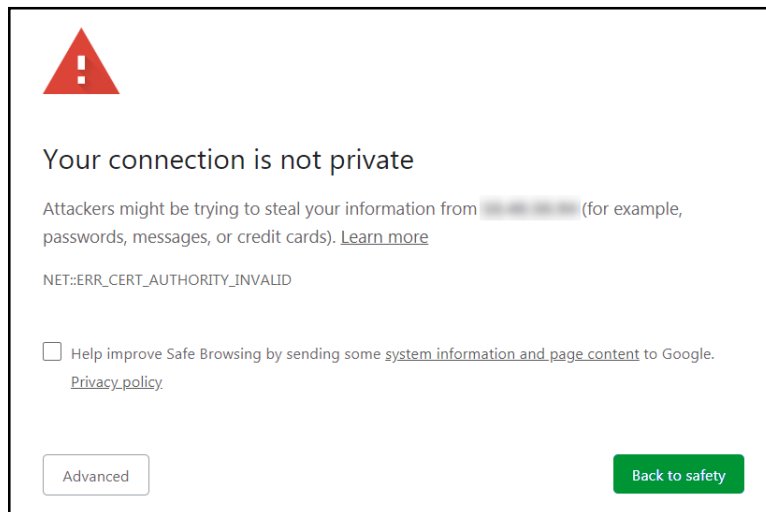 Your connection is not private
Attackers might be trying to steal your information from (for example,
passwords, messages, or credit cards). Learn more
NET::ERR_CERT_AUTHORITY_INVALID
Help improve Safe Browsing by sending some system information and page content to Google.
Privacy policy
Advanced
Back to safety